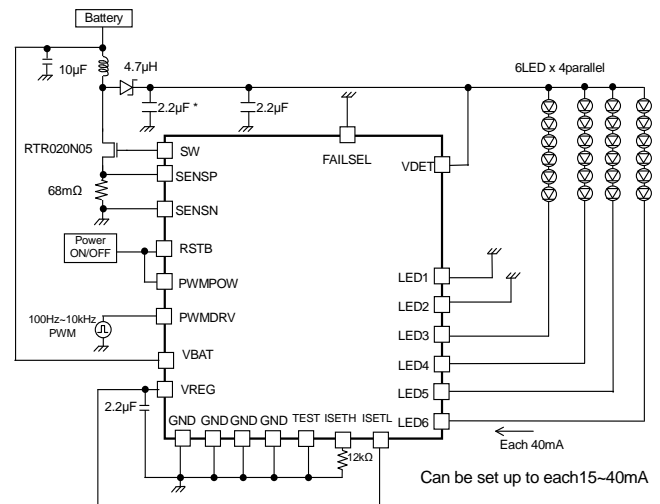 Battery
10µF
4.7µH
6LED x 4parallel
2.2µF *
2.2µF
RTR020N05
SW
FAILSEL
VDET
SENSP
68mΩ
SENSN
Power
ON/OFF
RSTB
LED1
PWMPOW
LED2
100Hz~10kHz
PWM
PWMDRV
LED3
VBAT
LED4
VREG
LED5
2.2µF
GND GND GND GND TEST ISETH ISETL
LED6
12kΩ
Each 40mA
Can be set up to each15~40mA